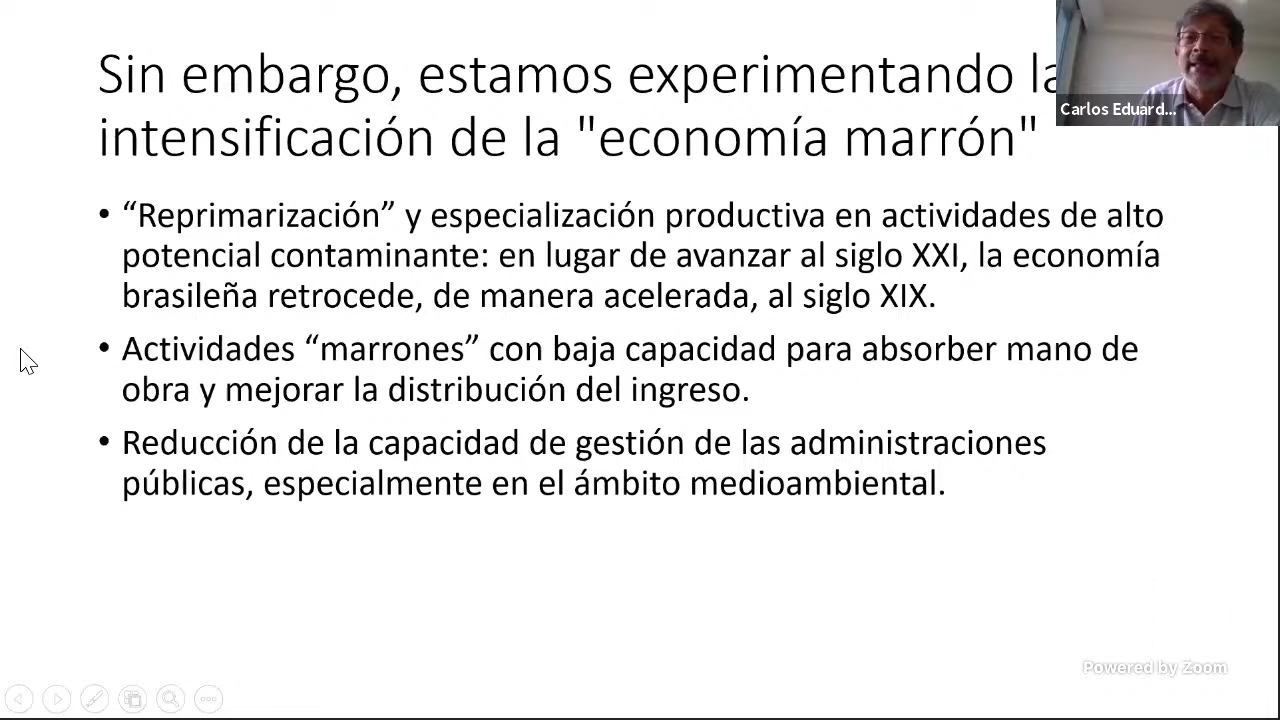 Sin embargo, estamos experimentando la
intensificación de la "economía marrón"
Carlos Eduard...
• “Reprimarización” y especialización productiva en actividades de alto
potencial contaminante: en lugar de avanzar al siglo XXI, la economía
brasileña retrocede, de manera acelerada, al siglo XIX.
• Actividades “marrones” con baja capacidad para absorber mano de
obra y mejorar la distribución del ingreso.
• Reducción de la capacidad de gestión de las administraciones
públicas, especialmente en el ámbito medioambiental.
Powered by Zoom